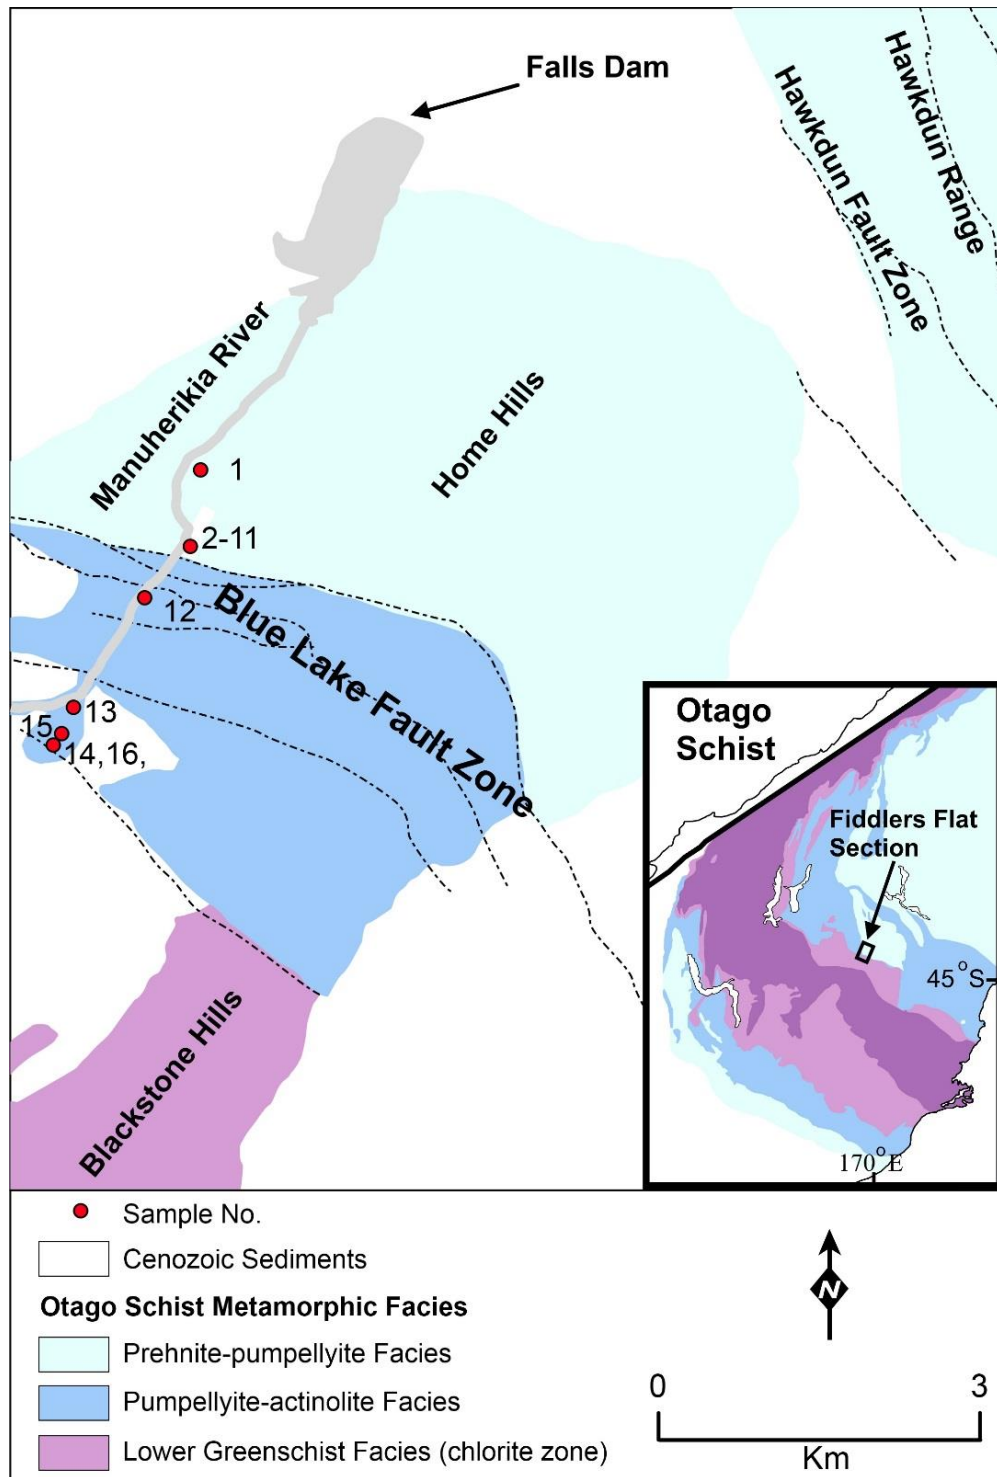 Falls Dam
Hawkdun Fault Zone
Hawkdun Range
Manuherikia River
Home Hills
1
2-11
12
Blue Lake Fault Zone
13
15
14,16,
Blackstone Hills
Otago
Schist
Fiddlers Flat
Section
45°S
170°E
Sample No.
Cenozoic Sediments
Otago Schist Metamorphic Facies
Prehnite-pumpellyite Facies
Pumpellyite-actinolite Facies
Lower Greenschist Facies (chlorite zone)
N
0 3
Km